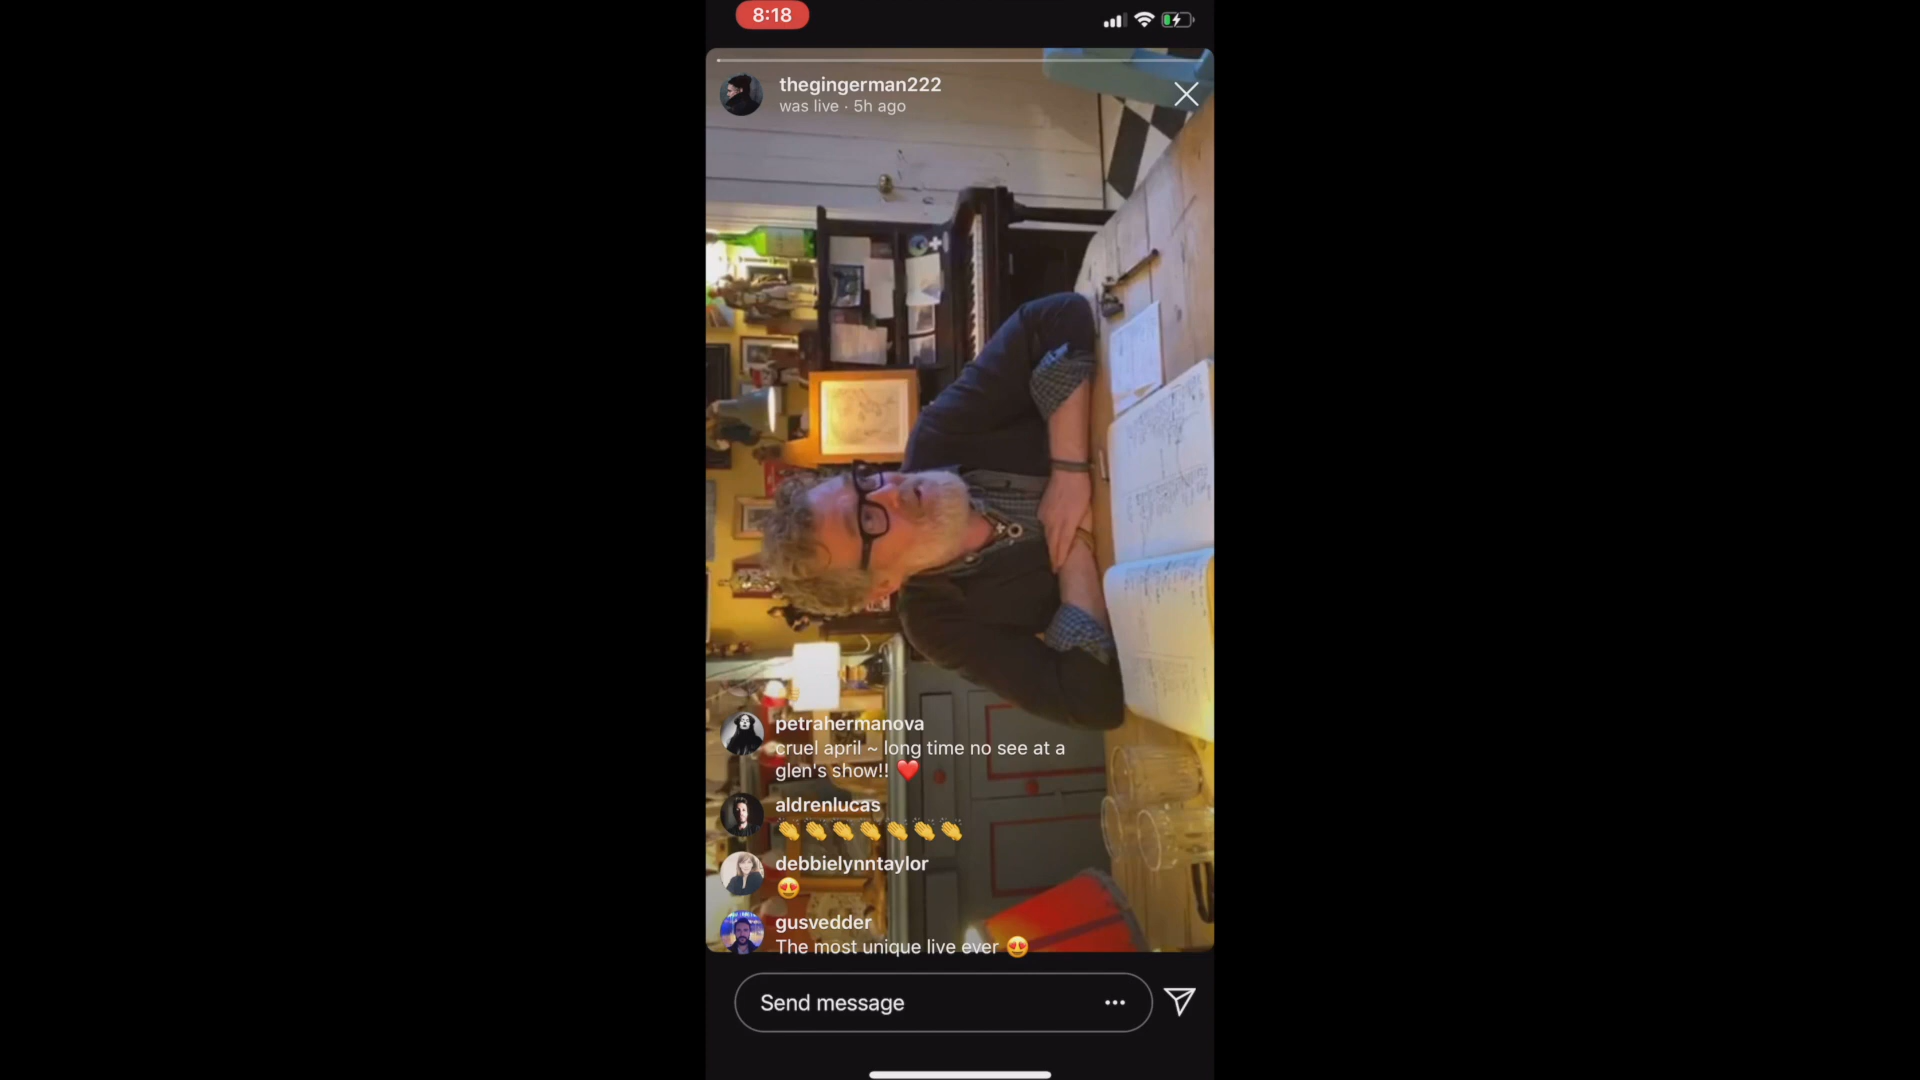 8:18
thegingerman222
was live · 5h ago
petrahermanova
cruel april ~ long time no see at a
glen's show!! ❤️
aldrenlucas
👏👏👏👏👏👏👏
debbielynntaylor
😍
gusvedder
The most unique live ever 😍
Send message